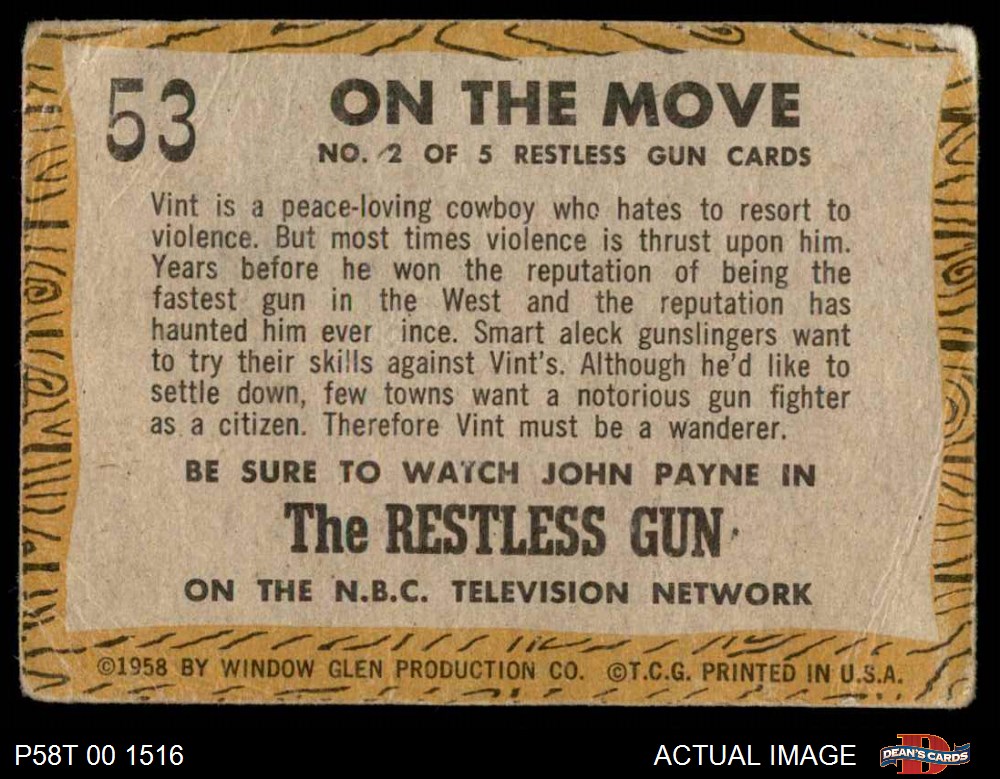 53
ON THE MOVE
NO. 2 OF 5 RESTLESS GUN CARDS
Vint is a peace-loving cowboy who hates to resort to
violence. But most times violence is thrust upon him.
Years before he won the reputation of being the
fastest gun in the West and the reputation has
haunted him ever ince. Smart aleck gunslingers want
to try their skills against Vint's. Although he'd like to
settle down, few towns want a notorious gun fighter
as a citizen. Therefore Vint must be a wanderer.
BE SURE TO WATCH JOHN PAYNE IN
The RESTLESS GUN
ON THE N.B.C. TELEVISION NETWORK
©1958 BY WINDOW GLEN PRODUCTION CO. ©T.C.G. PRINTED IN U.S.A.
P58T 00 1516
ACTUAL IMAGE
D
DEAN'S CARDS